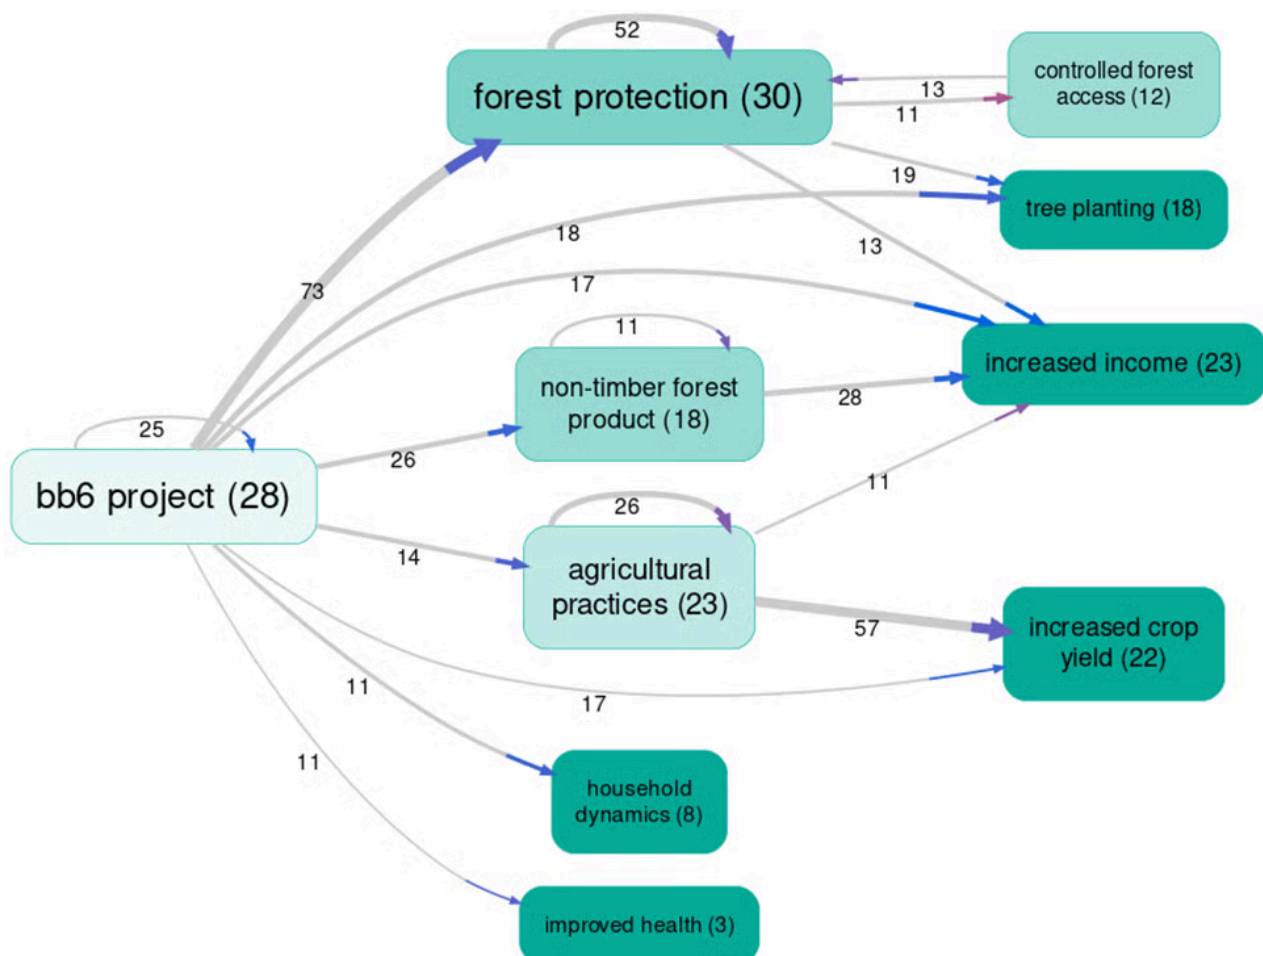 52
forest protection (30)
controlled forest
access (12)
13
11
19
tree planting (18)
18
13
73
17
11
increased income (23)
non-timber forest
product (18)
28
25
26
bb6 project (28)
11
26
14
agricultural
practices (23)
57
increased crop
yield (22)
11
17
11
household
dynamics (8)
improved health (3)